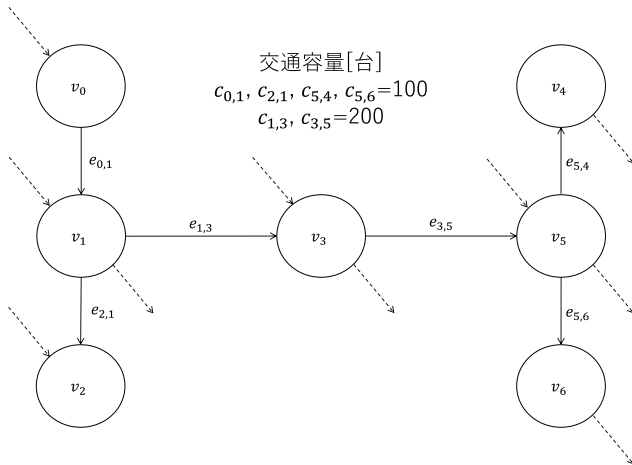 交通容量[台]
c₀,₁, c₂,₁, c₅,₄, c₅,₆=100
c₁,₃, c₃,₅=200
v₀
v₄
e₀,₁
e₅,₄
v₁
e₁,₃
v₃
e₃,₅
v₅
e₂,₁
e₅,₆
v₂
v₆